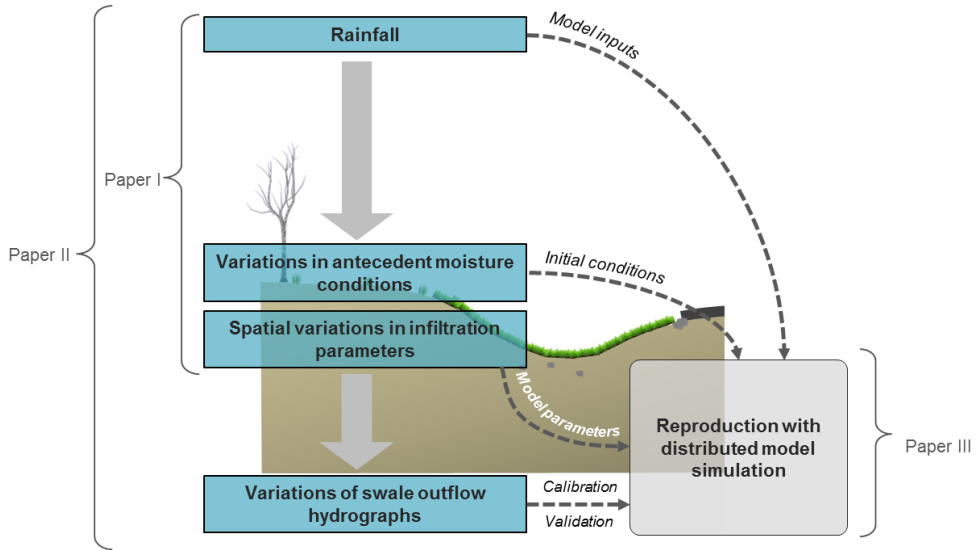 Rainfall
Model inputs
Paper I
Paper II
Variations in antecedent moisture
conditions
Initial conditions
Spatial variations in infiltration
parameters
Model parameters
Reproduction with
distributed model
simulation
Paper III
Variations of swale outflow
hydrographs
Calibration
Validation